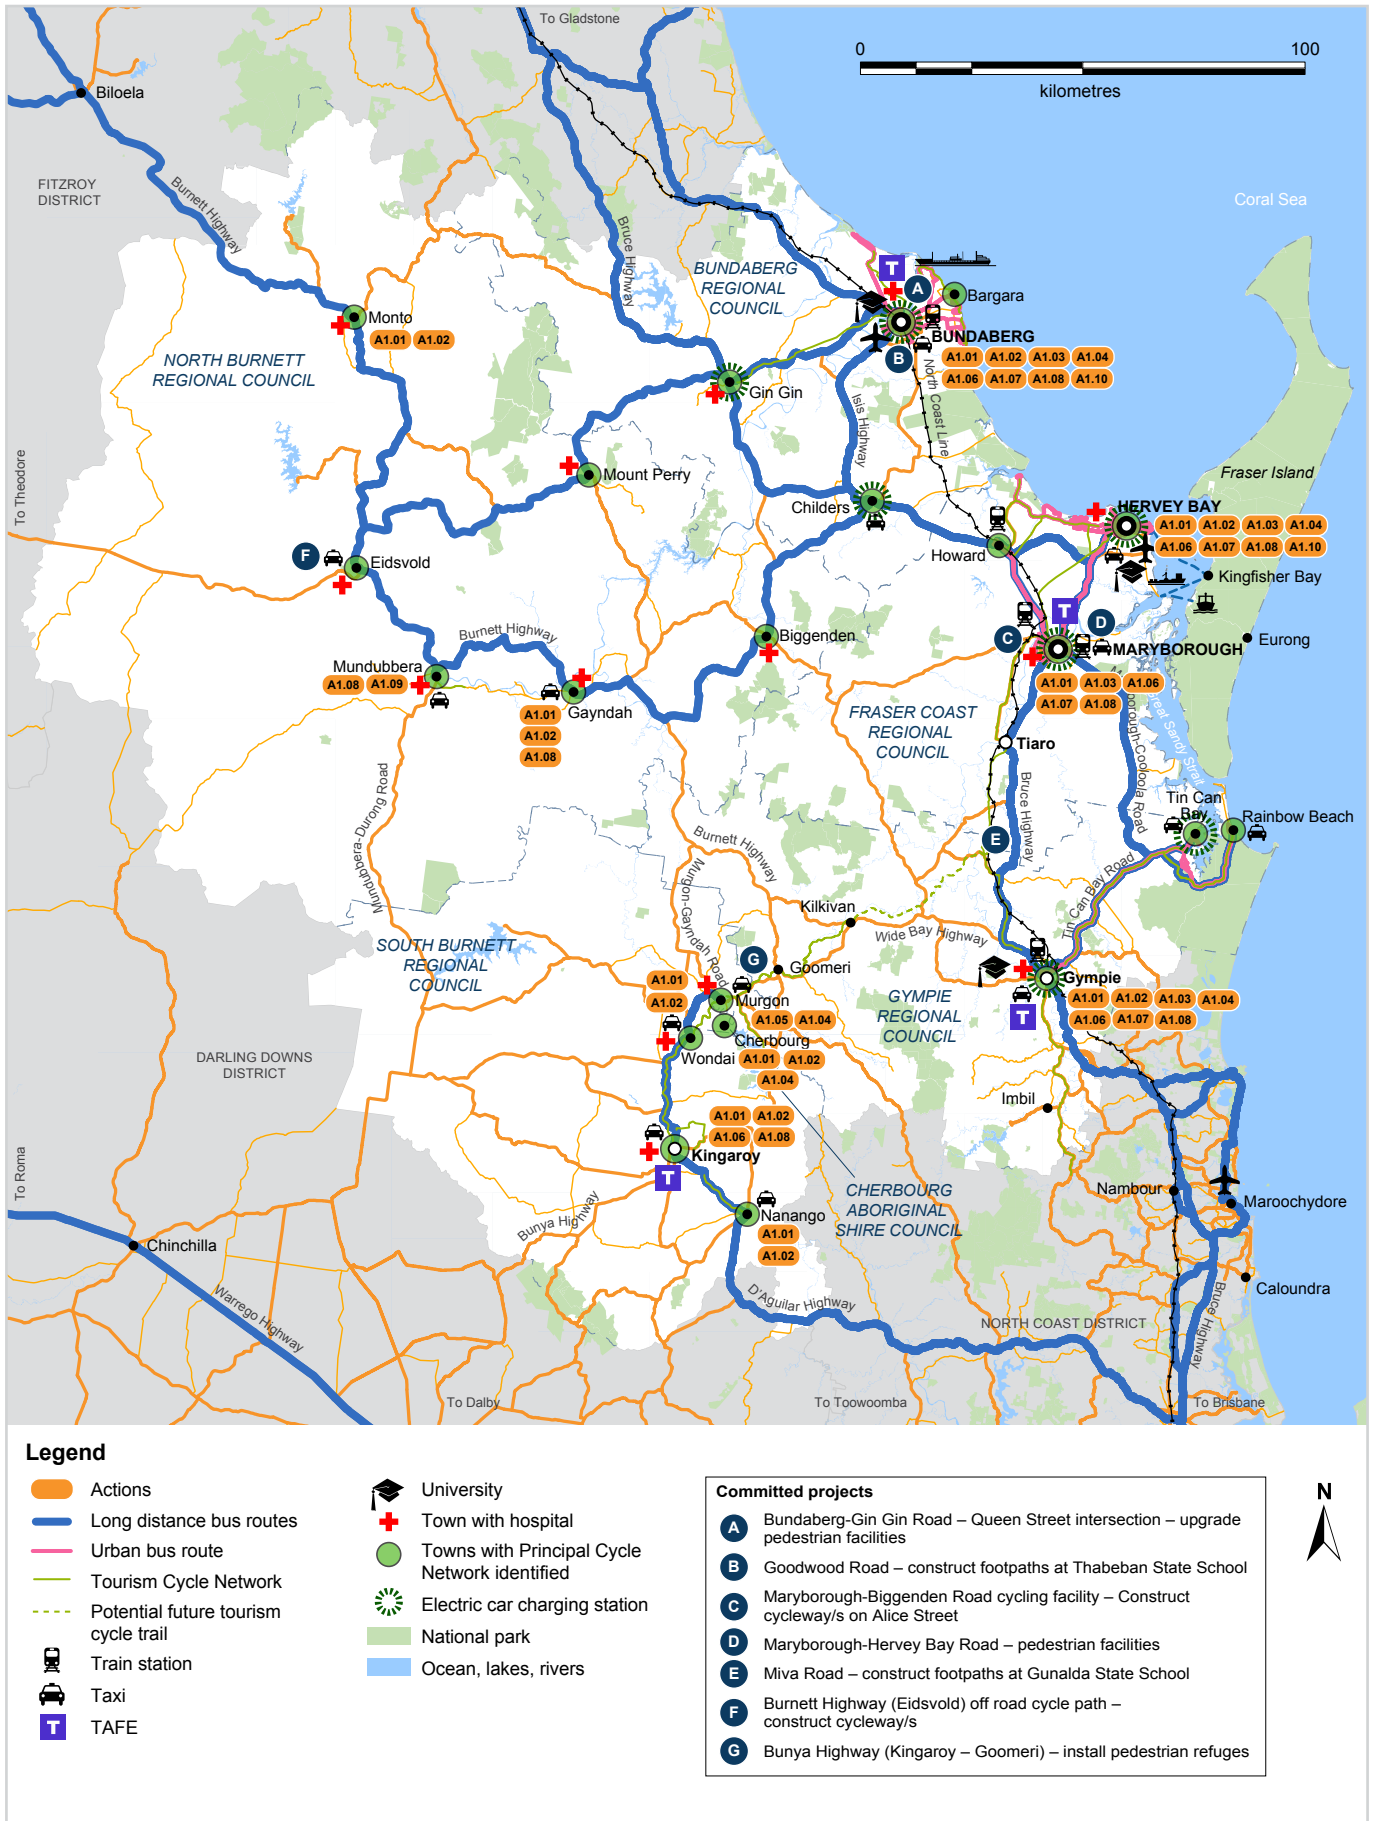 To Gladstone
0
100
kilometres
Biloela
FITZROY
DISTRICT
Burnett Highway
Coral Sea
Bruce Highway
BUNDABERG
REGIONAL
COUNCIL
T
A
Bargara
Monto
A1.01 A1.02
BUNDABERG
B
A1.01 A1.02 A1.03 A1.04
A1.06 A1.07 A1.08 A1.10
NORTH BURNETT
REGIONAL COUNCIL
Gin Gin
Isis Highway
North Coast Line
To Theodore
Mount Perry
Fraser Island
Childers
HERVEY BAY
A1.01 A1.02 A1.03 A1.04
A1.06 A1.07 A1.08 A1.10
Howard
F
Eidsvold
Kingfisher Bay
T
D
C
Burnett Highway
Biggenden
Eurong
MARYBOROUGH
Mundubbera
A1.08 A1.09
A1.01 A1.03 A1.06
A1.07 A1.08
Gayndah
A1.01
A1.02
A1.08
FRASER COAST
REGIONAL
COUNCIL
Great Sandy Strait
Maryborough-Cooloola Road
Tiaro
Bruce Highway
Mundubbera-Durong Road
Tin Can
Bay
Rainbow Beach
Burnett Highway
E
Murgon-Gayndah Road
Tin Can Bay Road
Kilkivan
Wide Bay Highway
SOUTH BURNETT
REGIONAL
COUNCIL
G
Goomeri
A1.01
A1.02
Gympie
Murgon
GYMPIE
REGIONAL
COUNCIL
A1.01 A1.02 A1.03 A1.04
A1.06 A1.07 A1.08
T
A1.05 A1.04
Cherbourg
Wondai
A1.01 A1.02
A1.04
DARLING DOWNS
DISTRICT
Imbil
A1.01 A1.02
A1.06 A1.08
Kingaroy
T
To Roma
CHERBOURG
ABORIGINAL
SHIRE COUNCIL
Nambour
Maroochydore
Bunya Highway
Nanango
A1.01
A1.02
Chinchilla
Caloundra
Warrego Highway
D'Aguilar Highway
NORTH COAST DISTRICT
Bruce Highway
To Dalby
To Toowoomba
To Brisbane
Legend
Actions
Long distance bus routes
Urban bus route
Tourism Cycle Network
Potential future tourism
cycle trail
Train station
Taxi
T
TAFE
University
Town with hospital
Towns with Principal Cycle
Network identified
Electric car charging station
National park
Ocean, lakes, rivers
Committed projects
A Bundaberg-Gin Gin Road – Queen Street intersection – upgrade
pedestrian facilities
B Goodwood Road – construct footpaths at Thabeban State School
C Maryborough-Biggenden Road cycling facility – Construct
cycleway/s on Alice Street
D Maryborough-Hervey Bay Road – pedestrian facilities
E Miva Road – construct footpaths at Gunalda State School
F Burnett Highway (Eidsvold) off road cycle path –
construct cycleway/s
G Bunya Highway (Kingaroy – Goomeri) – install pedestrian refuges
N